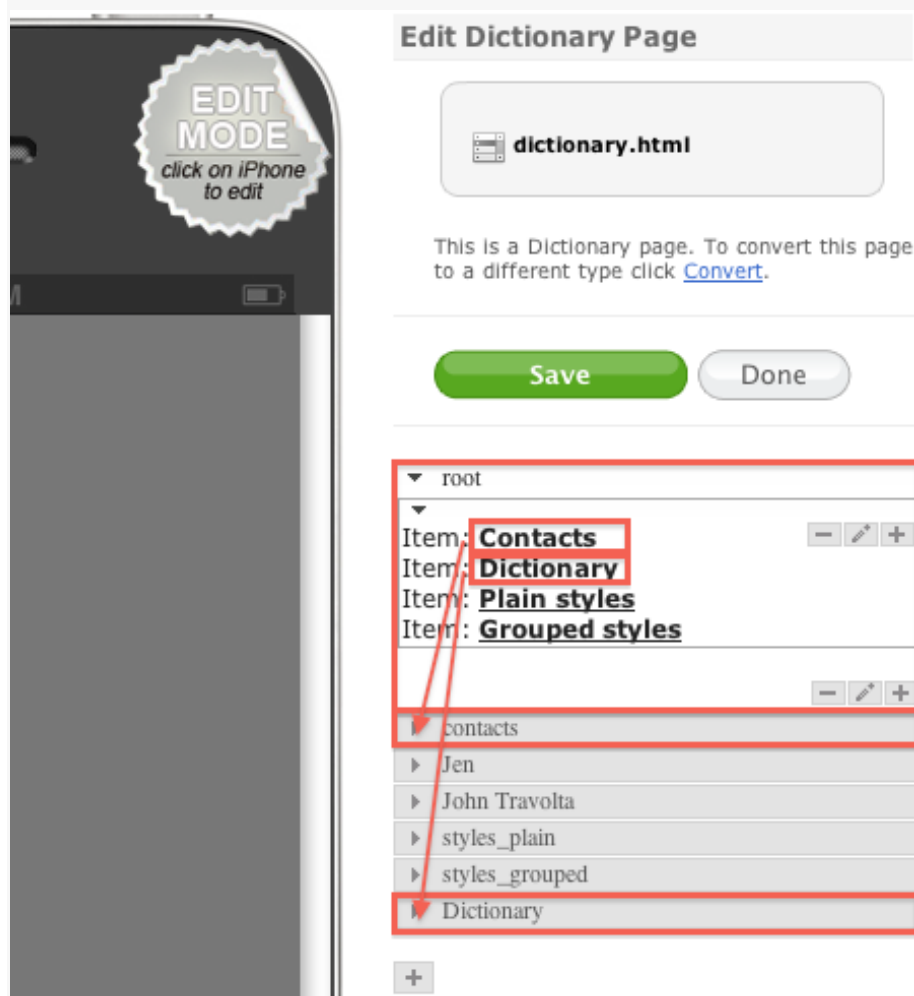 Edit Dictionary Page
EDIT
MODE
click on iPhone
to edit
dictionary.html
This is a Dictionary page. To convert this page
to a different type click Convert.
Save
Done
root
Item: Contacts
Item: Dictionary
Item: Plain styles
Item: Grouped styles
contacts
Jen
John Travolta
styles_plain
styles_grouped
Dictionary